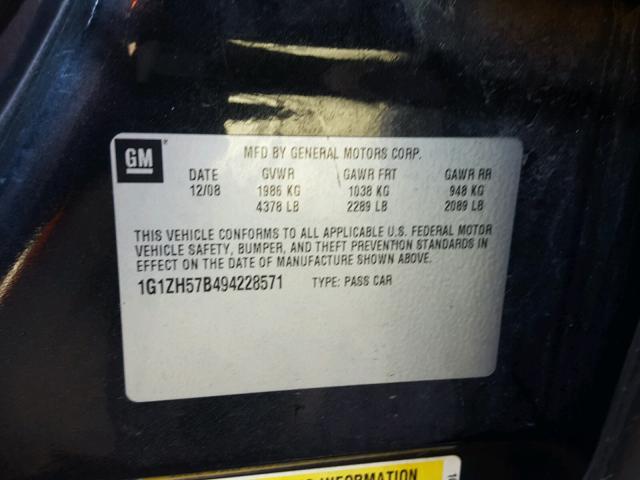 GM
MFD BY GENERAL MOTORS CORP.
DATE GVWR GAWR FRT GAWR RR
12/08 1986 KG 1038 KG 948 KG
4378 LB 2289 LB 2089 LB
THIS VEHICLE CONFORMS TO ALL APPLICABLE U.S. FEDERAL MOTOR
VEHICLE SAFETY, BUMPER, AND THEFT PREVENTION STANDARDS IN
EFFECT ON THE DATE OF MANUFACTURE SHOWN ABOVE.
1G1ZH57B494228571 TYPE: PASS CAR
INFORMATION